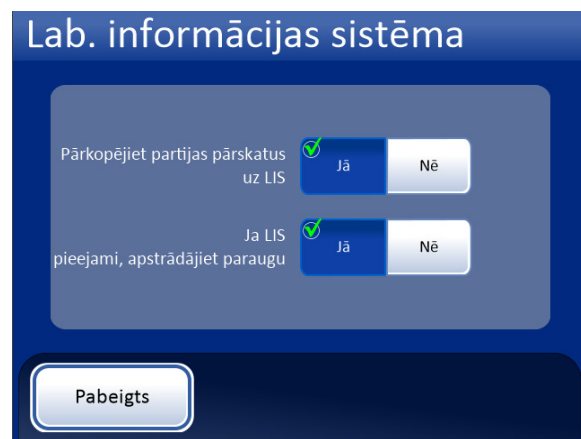 Lab. informācijas sistēma
Pārkopējiet partijas pārskatus
uz LIS
Jā
Nē
Ja LIS
pieejami, apstrādājiet paraugu
Jā
Nē
Pabeigts